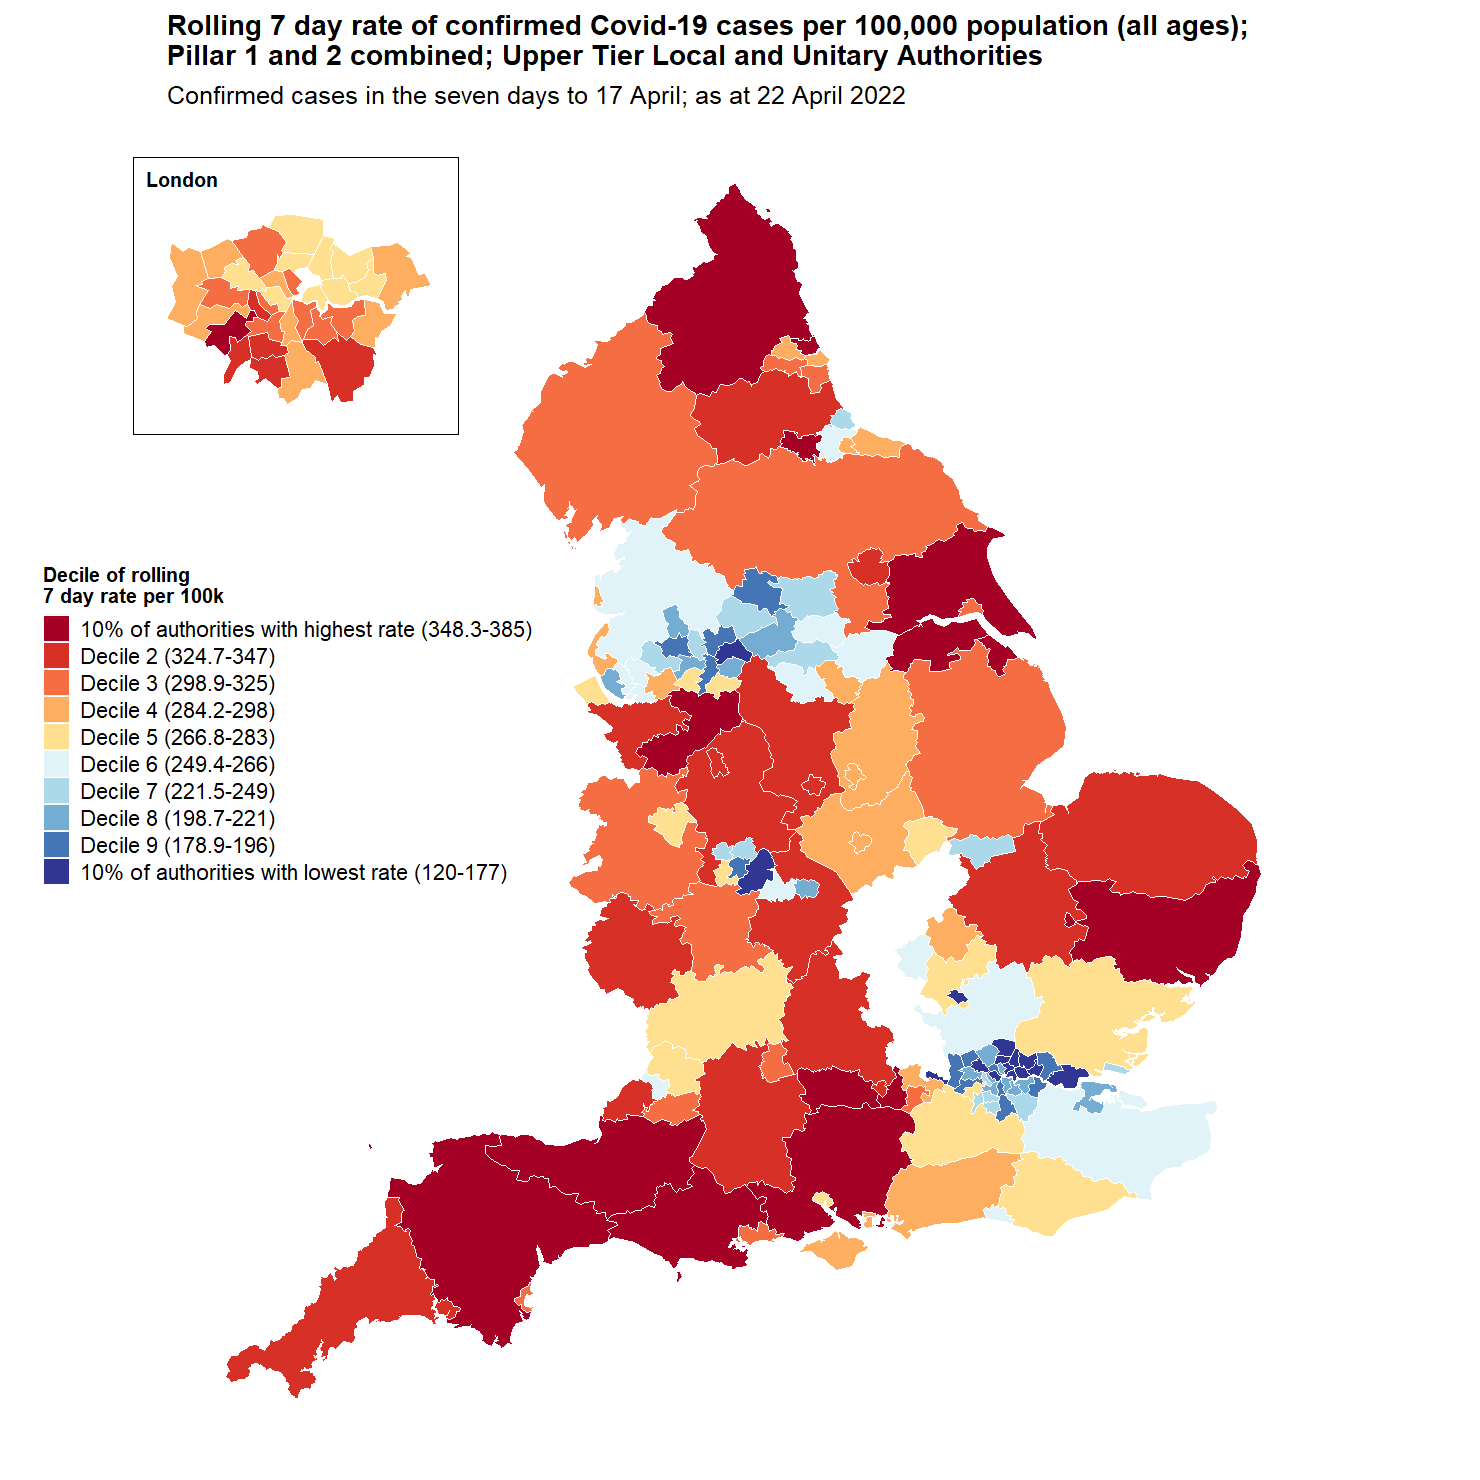 Rolling 7 day rate of confirmed Covid-19 cases per 100,000 population (all ages);
Pillar 1 and 2 combined; Upper Tier Local and Unitary Authorities
Confirmed cases in the seven days to 17 April; as at 22 April 2022
London
Decile of rolling
7 day rate per 100k
10% of authorities with highest rate (348.3-385)
Decile 2 (324.7-347)
Decile 3 (298.9-325)
Decile 4 (284.2-298)
Decile 5 (266.8-283)
Decile 6 (249.4-266)
Decile 7 (221.5-249)
Decile 8 (198.7-221)
Decile 9 (178.9-196)
10% of authorities with lowest rate (120-177)